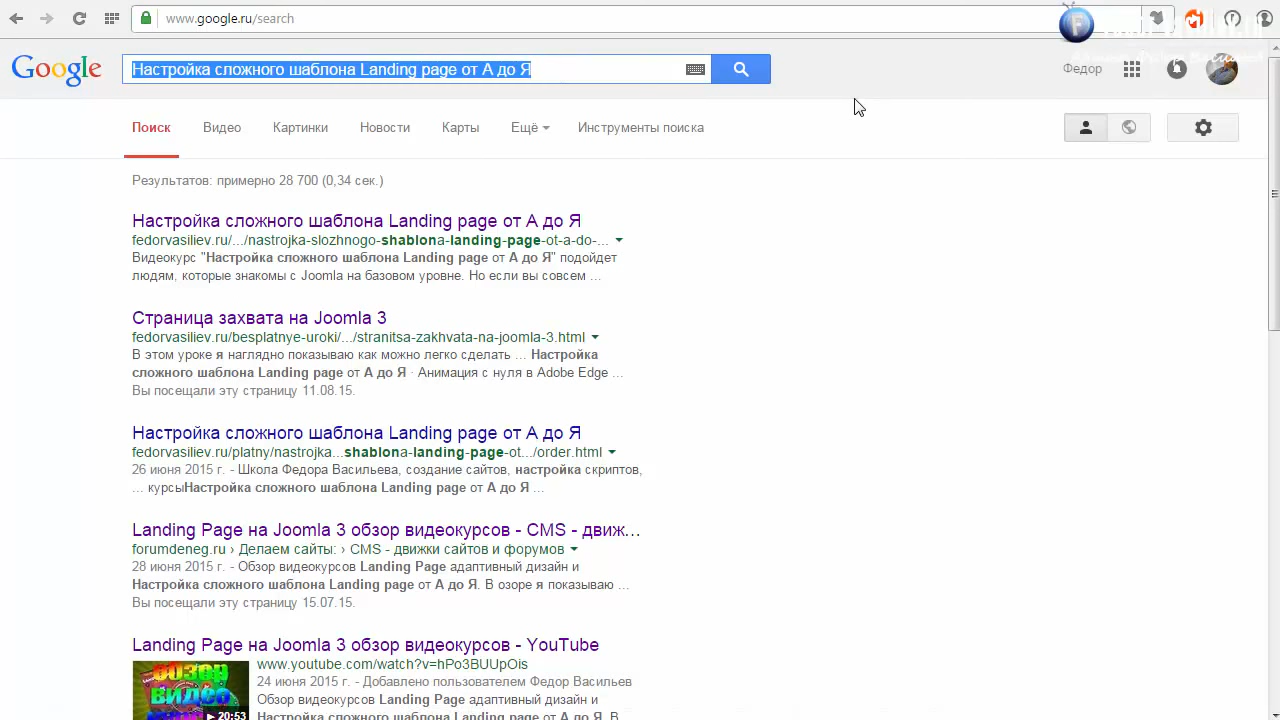 www.google.ru/search
Google
Настройка сложного шаблона Landing page от А до Я
Федор
Поиск
Видео
Картинки
Новости
Карты
Ещё
Инструменты поиска
Результатов: примерно 28 700 (0,34 сек.)
Настройка сложного шаблона Landing page от А до Я
fedorvasiliev.ru/.../nastrojka-slozhnogo-shablona-landing-page-ot-a-do-...
Видеокурс "Настройка сложного шаблона Landing page от А до Я" подойдет
людям, которые знакомы с Joomla на базовом уровне. Но если вы совсем ...
Страница захвата на Joomla 3
fedorvasiliev.ru/besplatnye-uroki/.../stranitsa-zakhvata-na-joomla-3.html
В этом уроке я наглядно показываю как можно легко сделать ... Настройка
сложного шаблона Landing page от А до Я · Анимация с нуля в Adobe Edge ...
Вы посещали эту страницу 11.08.15.
Настройка сложного шаблона Landing page от А до Я
fedorvasiliev.ru/platny/nastrojka...shablona-landing-page-ot.../order.html
26 июня 2015 г. - Школа Федора Васильева, создание сайтов, настройка скриптов,
... курсыНастройка сложного шаблона Landing page от А до Я ...
Landing Page на Joomla 3 обзор видеокурсов - CMS - движ...
forumdeneg.ru › Делаем сайты: › CMS - движки сайтов и форумов
28 июня 2015 г. - Обзор видеокурсов Landing Page адаптивный дизайн и
Настройка сложного шаблона Landing page от А до Я. В озоре я показываю ...
Вы посещали эту страницу 15.07.15.
Landing Page на Joomla 3 обзор видеокурсов - YouTube
www.youtube.com/watch?v=hPo3BUUpOis
24 июня 2015 г. - Добавлено пользователем Федор Васильев
Обзор видеокурсов Landing Page адаптивный дизайн и
Настройка сложного шаблона Landing page от А до Я. В
обзор
видео
20:53